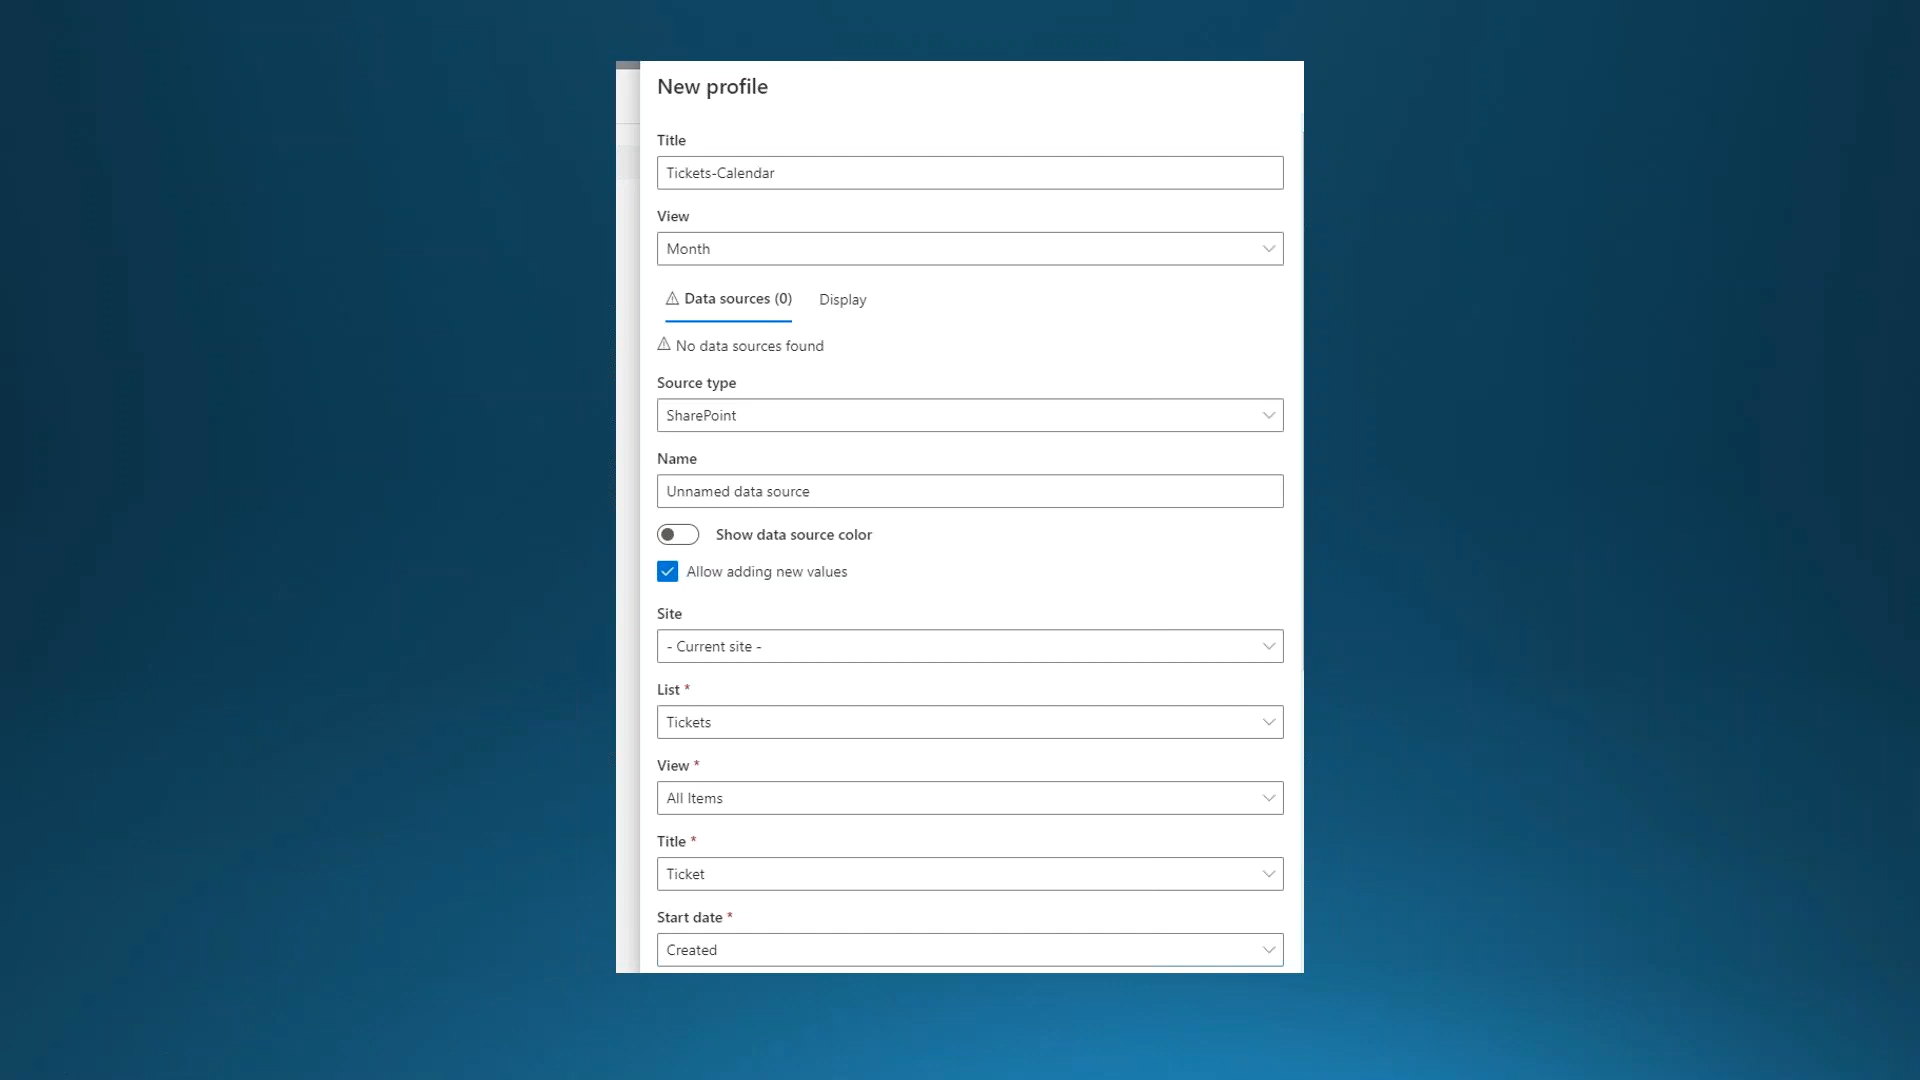 New profile
Title
Tickets-Calendar
View
Month
Data sources (0) Display
No data sources found
Source type
SharePoint
Name
Unnamed data source
Show data source color
Allow adding new values
Site
- Current site -
List *
Tickets
View *
All Items
Title *
Ticket
Start date *
Created